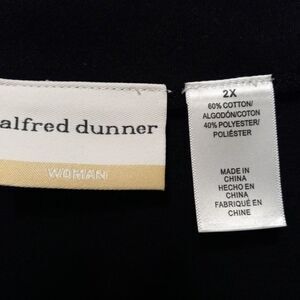 alfred dunner
WOMAN
2X
60% COTTON/
ALGODÓN/COTON
40% POLYESTER/
POLIÉSTER
MADE IN
CHINA
HECHO EN
CHINA
FABRIQUÉ EN
CHINE